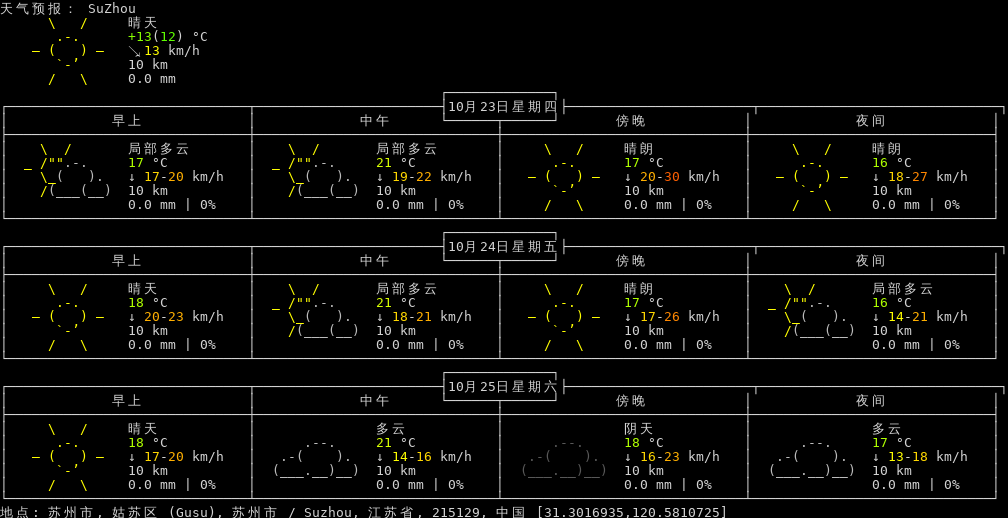 天气预报: SuZhou
晴天
+13(12) °C
↘ 13 km/h
10 km
0.0 mm
10月23日星期四
早上 中午 傍晚 夜间
局部多云 局部多云 晴朗 晴朗
17 °C 21 °C 17 °C 16 °C
↓ 17-20 km/h ↓ 19-22 km/h ↓ 20-30 km/h ↓ 18-27 km/h
10 km 10 km 10 km 10 km
0.0 mm | 0% 0.0 mm | 0% 0.0 mm | 0% 0.0 mm | 0%
10月24日星期五
早上 中午 傍晚 夜间
晴天 局部多云 晴朗 局部多云
18 °C 21 °C 17 °C 16 °C
↓ 20-23 km/h ↓ 18-21 km/h ↓ 17-26 km/h ↓ 14-21 km/h
10 km 10 km 10 km 10 km
0.0 mm | 0% 0.0 mm | 0% 0.0 mm | 0% 0.0 mm | 0%
10月25日星期六
早上 中午 傍晚 夜间
晴天 多云 阴天 多云
18 °C 21 °C 18 °C 17 °C
↓ 17-20 km/h ↓ 14-16 km/h ↓ 16-23 km/h ↓ 13-18 km/h
10 km 10 km 10 km 10 km
0.0 mm | 0% 0.0 mm | 0% 0.0 mm | 0% 0.0 mm | 0%
地点: 苏州市, 姑苏区 (Gusu), 苏州市 / Suzhou, 江苏省, 215129, 中国 [31.3016935,120.5810725]